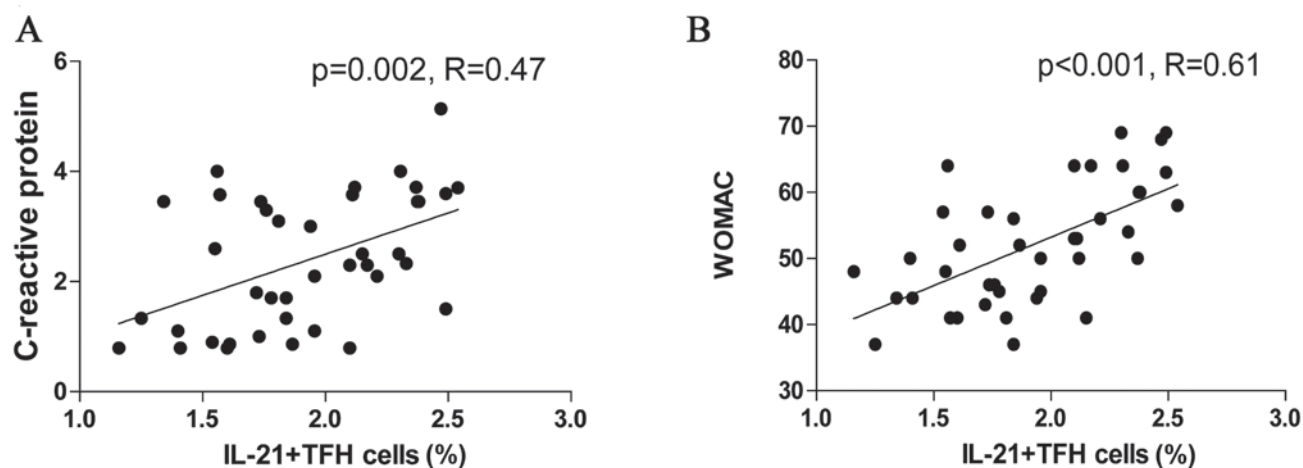 A
p=0.002, R=0.47
C-reactive protein
6
4
2
0
1.0 1.5 2.0 2.5 3.0
IL-21+TFH cells (%)
B
p<0.001, R=0.61
WOMAC
80
70
60
50
40
30
1.0 1.5 2.0 2.5 3.0
IL-21+TFH cells (%)